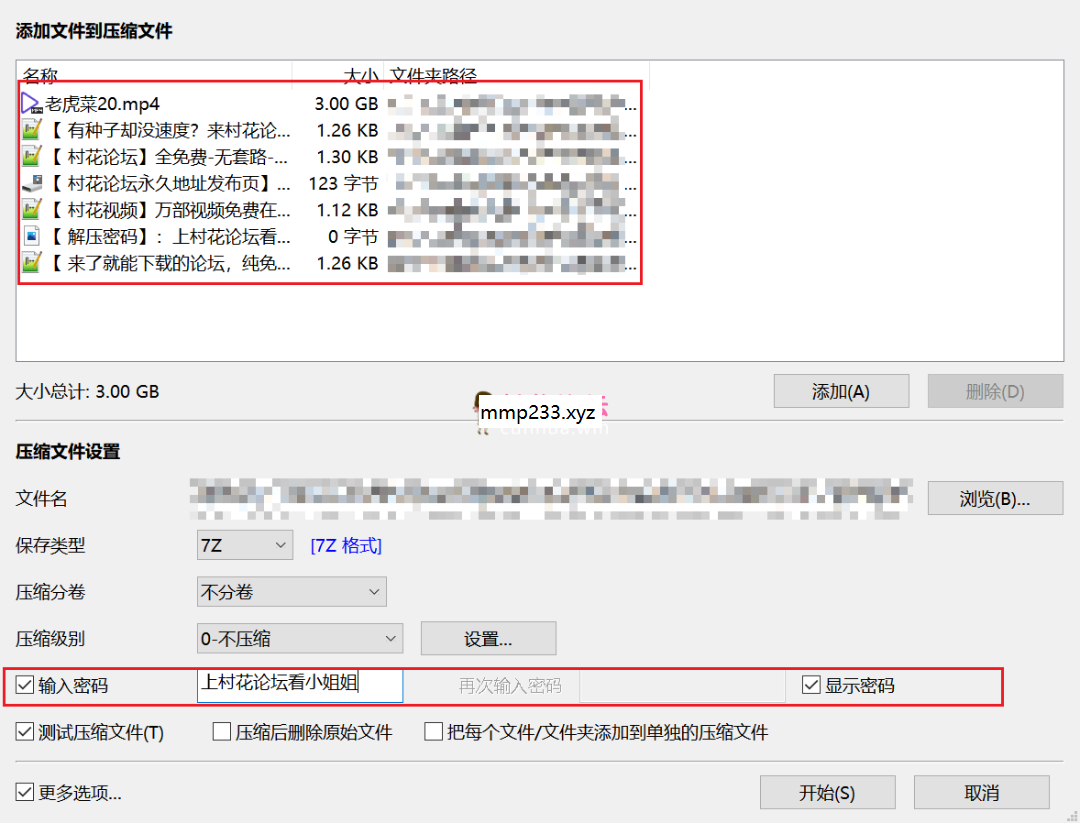 添加文件到压缩文件
名称 大小 文件夹路径
老虎菜20.mp4 3.00 GB ...
【 有种子却没速度？来村花论... 1.26 KB ...
【 村花论坛】全免费-无套路-... 1.30 KB ...
【 村花论坛永久地址发布页】... 123 字节 ...
【 村花视频】万部视频免费在... 1.12 KB ...
【 解压密码】：上村花论坛看... 0 字节 ...
【 来了就能下载的论坛，纯免... 1.26 KB ...
大小总计: 3.00 GB 添加(A) 删除(D)
mmp233.xyz
压缩文件设置
文件名 浏览(B)...
保存类型 7Z [7Z 格式]
压缩分卷 不分卷
压缩级别 0-不压缩 设置...
输入密码 上村花论坛看小姐姐 再次输入密码 显示密码
测试压缩文件(T) 压缩后删除原始文件 把每个文件/文件夹添加到单独的压缩文件
更多选项... 开始(S) 取消